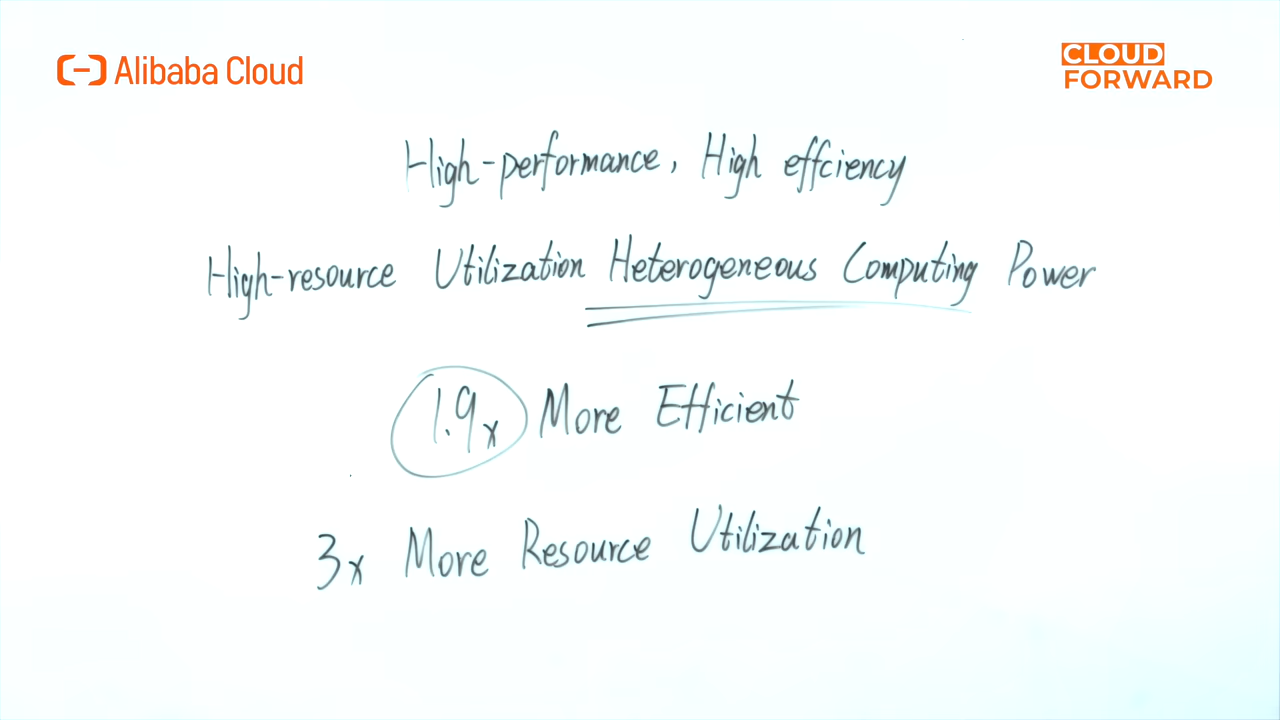 Alibaba Cloud
CLOUD
FORWARD
High-performance, High effciency
High-resource Utilization Heterogeneous Computing Power
1.9x More Efficient
3x More Resource Utilization